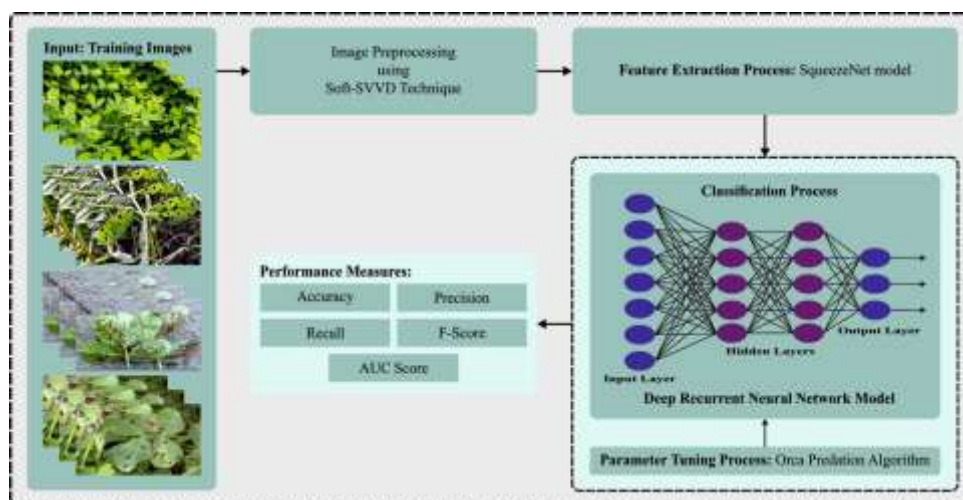 Input: Training Images
Image Preprocessing
using
Soft-SVVD Technique
Feature Extraction Process: SqueezeNet model
Classification Process
Input Layer
Hidden Layers
Output Layer
Deep Recurrent Neural Network Model
Parameter Tuning Process: Orca Predation Algorithm
Performance Measures:
Accuracy
Precision
Recall
F-Score
AUC Score